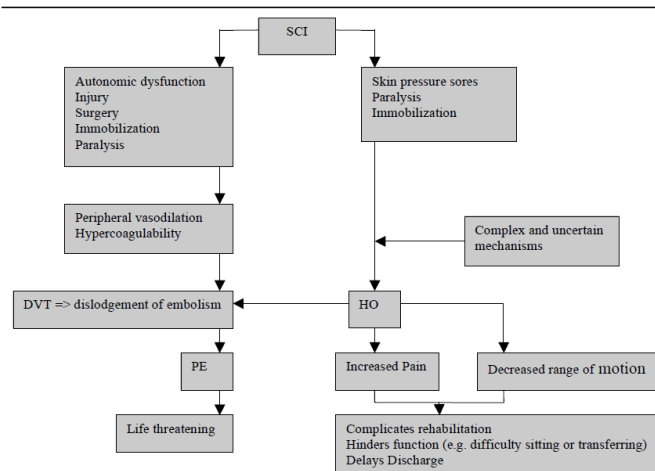 SCI
Autonomic dysfunction
Injury
Surgery
Immobilization
Paralysis
Skin pressure sores
Paralysis
Immobilization
Peripheral vasodilation
Hypercoagulability
Complex and uncertain
mechanisms
DVT => dislodgement of embolism
HO
PE
Increased Pain
Decreased range of motion
Life threatening
Complicates rehabilitation
Hinders function (e.g. difficulty sitting or transferring)
Delays Discharge